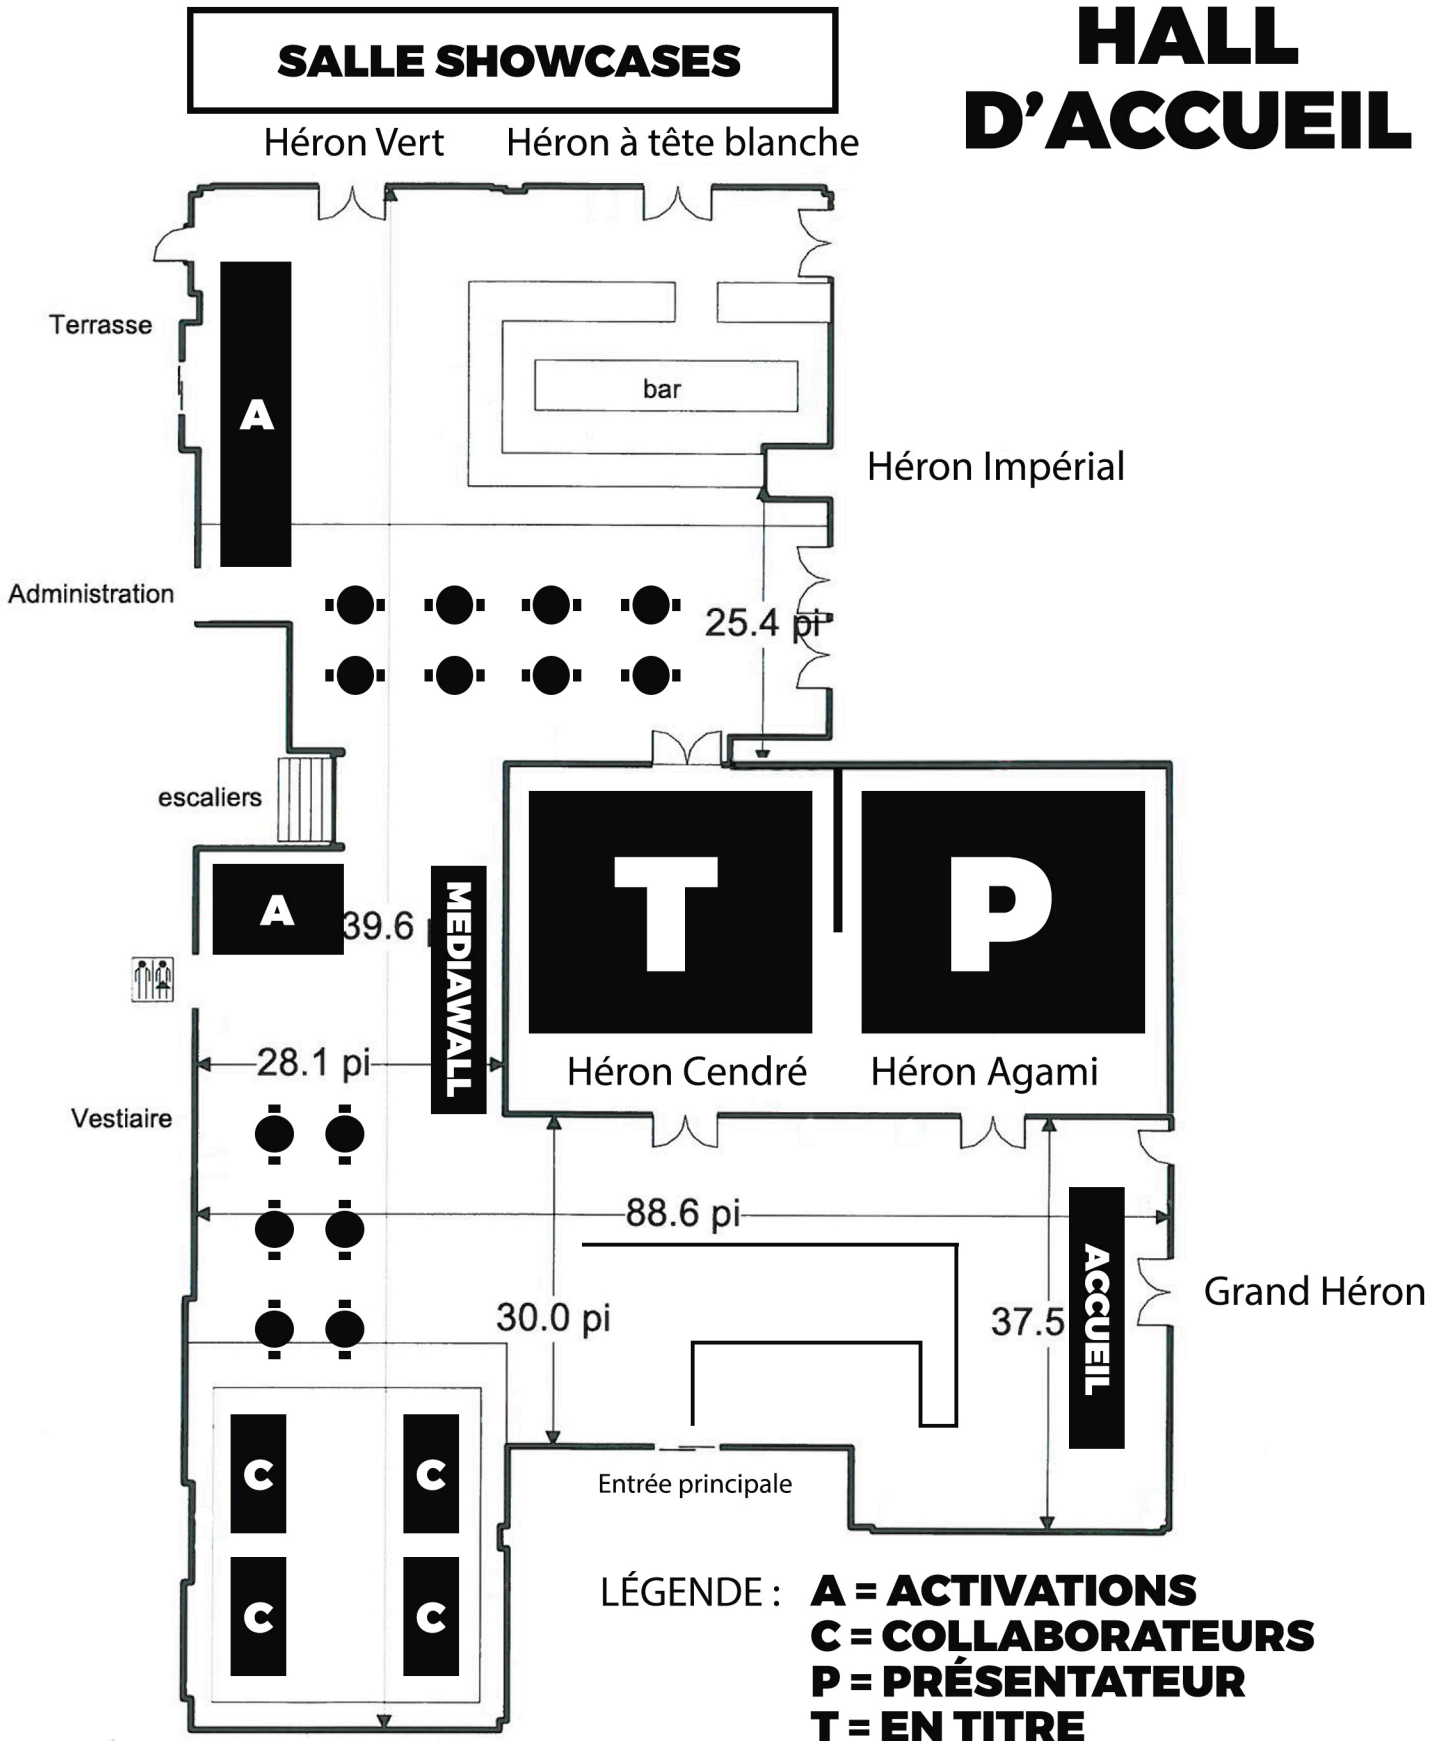 HALL
D’ACCUEIL
SALLE SHOWCASES
Héron Vert
Héron à tête blanche
Terrasse
bar
A
Héron Impérial
Administration
25.4 pi
escaliers
T
P
A
39.6
MEDIAWALL
28.1 pi
Héron Cendré
Héron Agami
Vestiaire
88.6 pi
ACCUEIL
Grand Héron
30.0 pi
37.5
C
C
Entrée principale
C
C
LÉGENDE :
A = ACTIVATIONS
C = COLLABORATEURS
P = PRÉSENTATEUR
T = EN TITRE